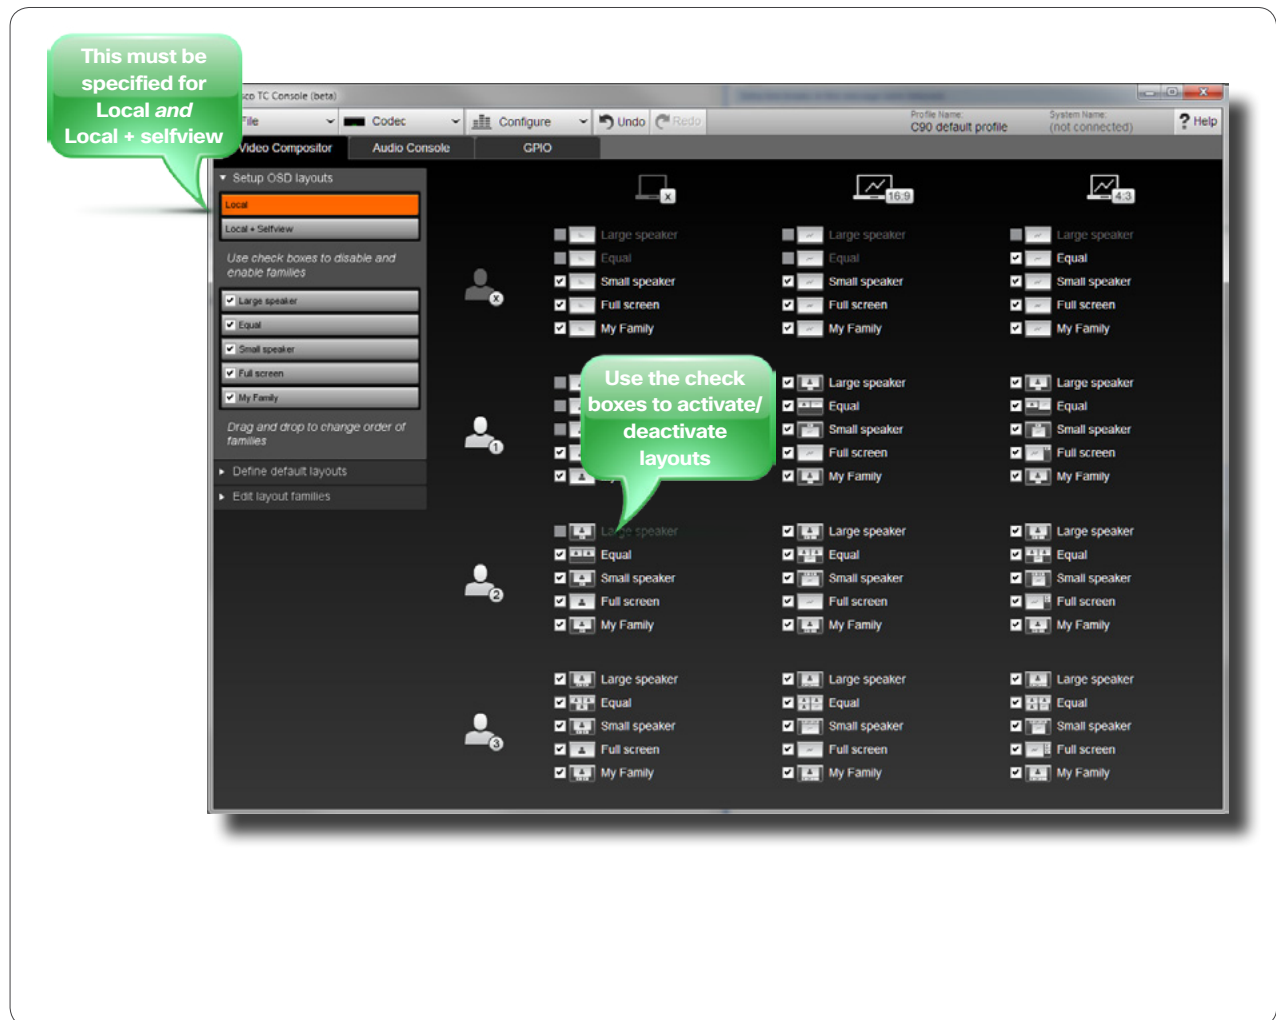 This must be
specified for
Local and
Local + selfview
sco TC Console (beta)
File
Codec
Configure
Undo
Redo
Profile Name:
C90 default profile
System Name:
(not connected)
? Help
Video Compositor
Audio Console
GPIO
Setup OSD layouts
Local
Local + Selfview
Use check boxes to disable and
enable families
Large speaker
Equal
Small speaker
Full screen
My Family
Drag and drop to change order of
families
Define default layouts
Edit layout families
x
16:9
4:3
x
Large speaker
Large speaker
Large speaker
Equal
Equal
Equal
Small speaker
Small speaker
Small speaker
Full screen
Full screen
Full screen
My Family
My Family
My Family
Use the check
boxes to activate/
deactivate
layouts
1
Large speaker
Large speaker
Equal
Equal
Small speaker
Small speaker
Full screen
Full screen
My Family
My Family
2
Large speaker
Large speaker
Large speaker
Equal
Equal
Equal
Small speaker
Small speaker
Small speaker
Full screen
Full screen
Full screen
My Family
My Family
My Family
3
Large speaker
Large speaker
Large speaker
Equal
Equal
Equal
Small speaker
Small speaker
Small speaker
Full screen
Full screen
Full screen
My Family
My Family
My Family